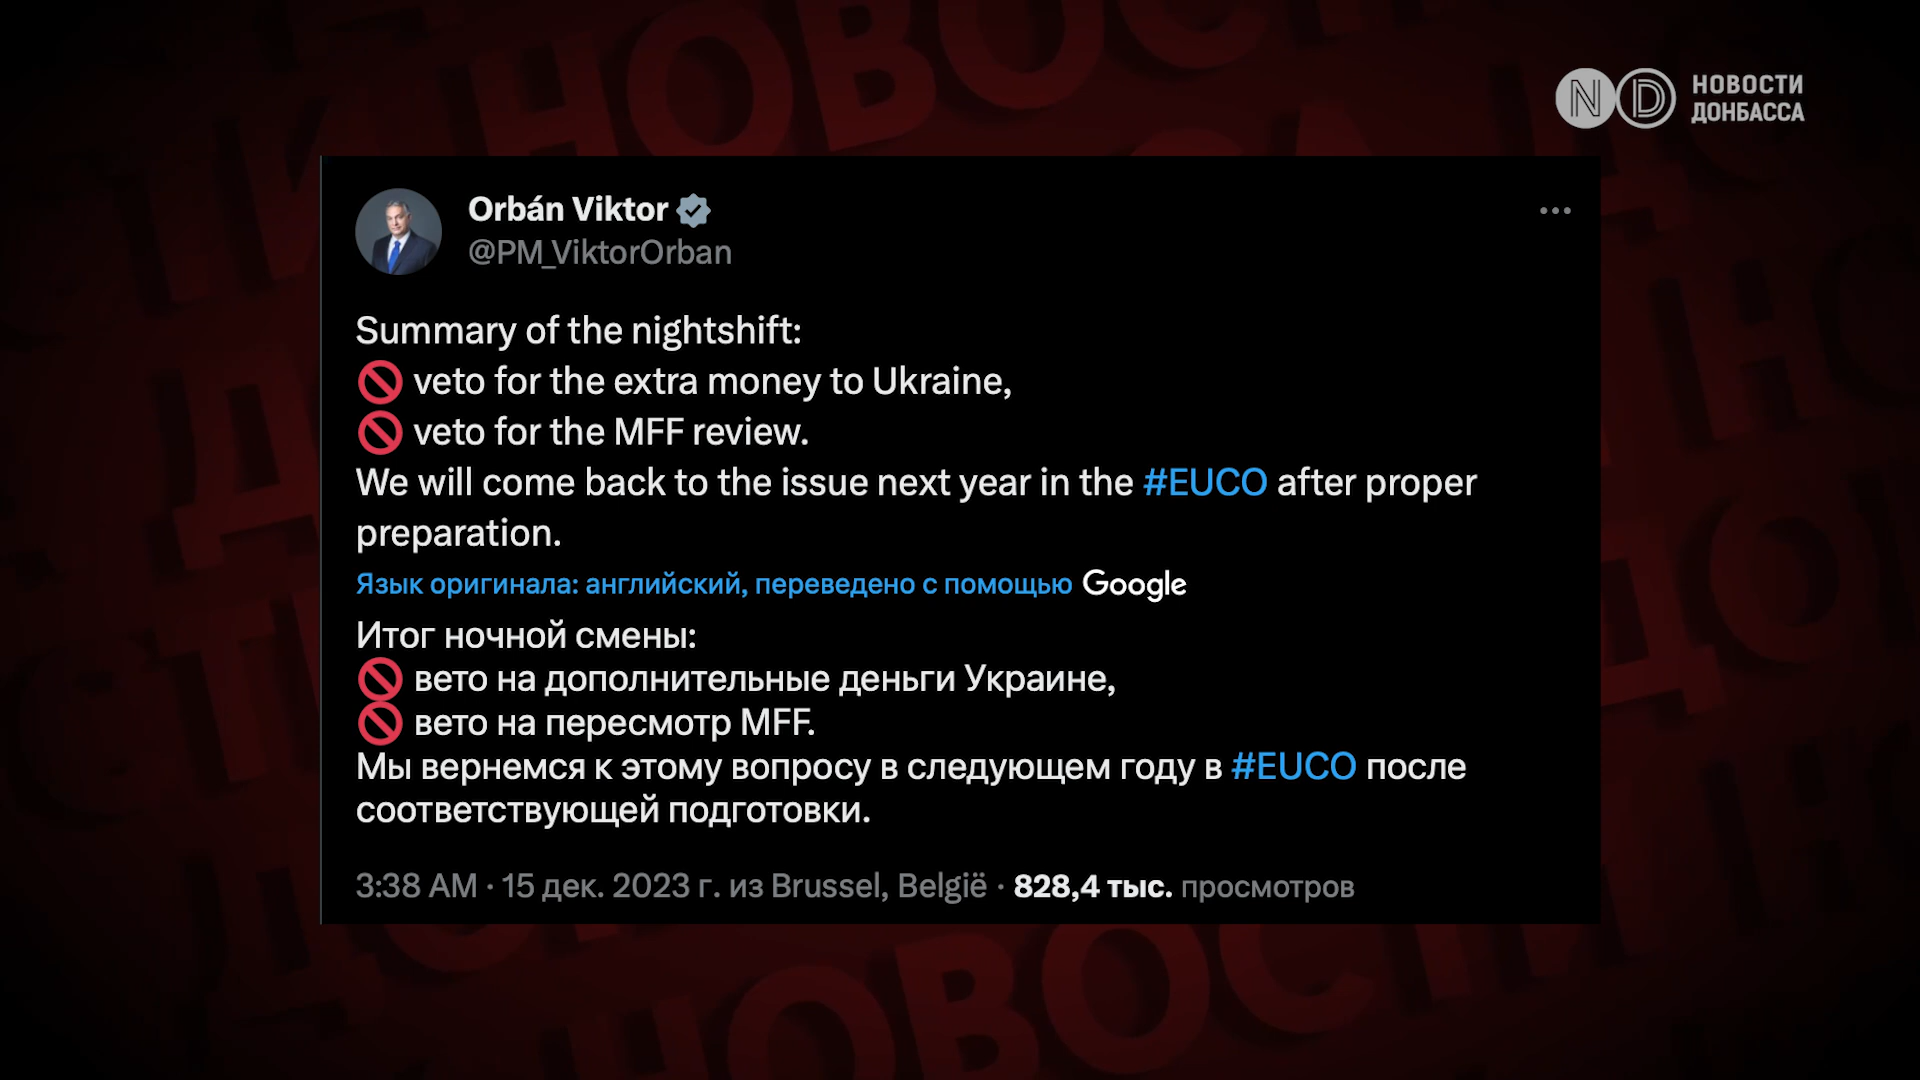 НОВОСТИ
ДОНБАССА
Orbán Viktor
@PM_ViktorOrban
Summary of the nightshift:
🚫 veto for the extra money to Ukraine,
🚫 veto for the MFF review.
We will come back to the issue next year in the #EUCO after proper
preparation.
Язык оригинала: английский, переведено с помощью Google
Итог ночной смены:
🚫 вето на дополнительные деньги Украине,
🚫 вето на пересмотр MFF.
Мы вернемся к этому вопросу в следующем году в #EUCO после
соответствующей подготовки.
3:38 AM · 15 дек. 2023 г. из Brussel, België · 828,4 тыс. просмотров